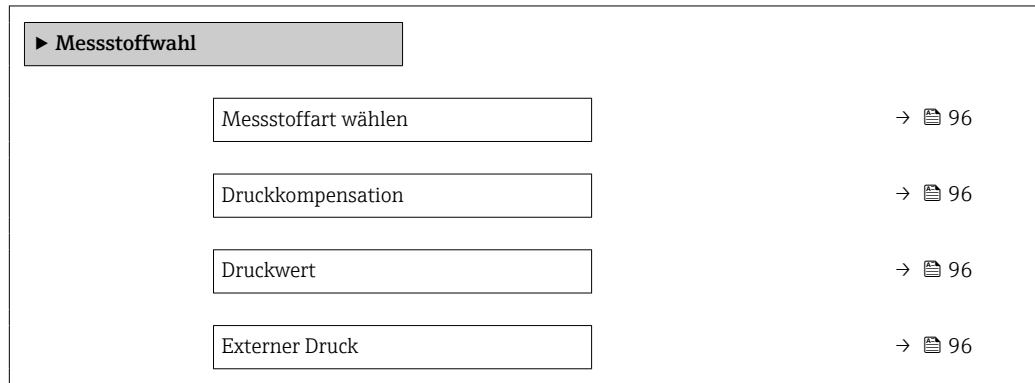 ▶ Messstoffwahl
Messstoffart wählen → 96
Druckkompensation → 96
Druckwert → 96
Externer Druck → 96